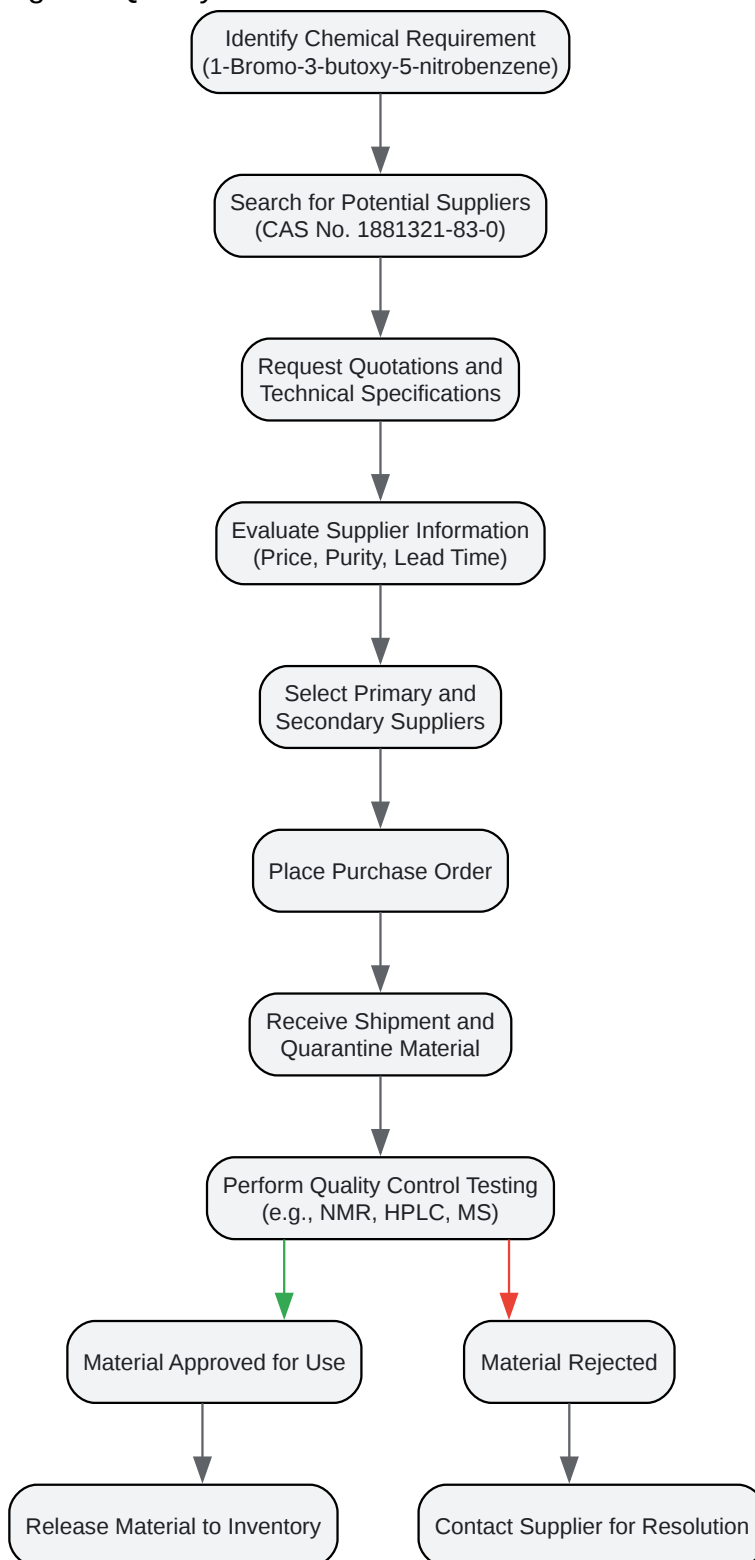 Identify Chemical Requirement
(1-Bromo-3-butoxy-5-nitrobenzene)
Search for Potential Suppliers
(CAS No. 1881321-83-0)
Request Quotations and
Technical Specifications
Evaluate Supplier Information
(Price, Purity, Lead Time)
Select Primary and
Secondary Suppliers
Place Purchase Order
Receive Shipment and
Quarantine Material
Perform Quality Control Testing
(e.g., NMR, HPLC, MS)
Material Approved for Use
Material Rejected
Release Material to Inventory
Contact Supplier for Resolution